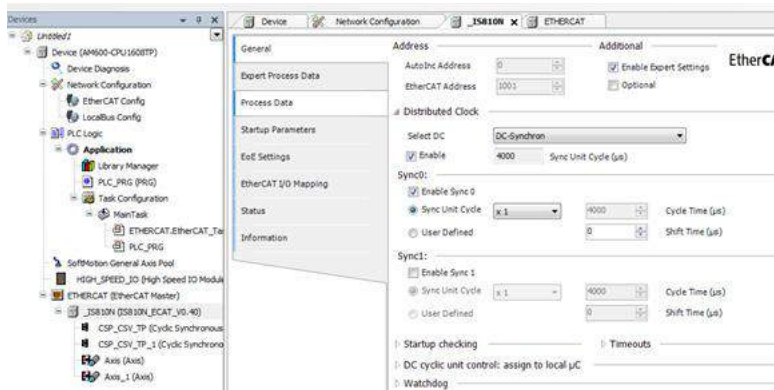 Devices
Untitled1
Device (AM600-CPU1608TP)
Device Diagnosis
Network Configuration
EtherCAT Config
LocalBus Config
PLC Logic
Application
Library Manager
PLC_PRG (PRG)
Task Configuration
MainTask
ETHERCAT.EtherCAT_Ta
PLC_PRG
SoftMotion General Axis Pool
HIGH_SPEED_IO (High Speed IO Module
ETHERCAT (EtherCAT Master)
_IS810N (IS810N_ECAT_V0.40)
CSP_CSV_TP (Cyclic Synchronous
CSP_CSV_TP_1 (Cyclic Synchrono
Axis (Axis)
Axis_1 (Axis)
Device Network Configuration _IS810N X ETHERCAT
General
Expert Process Data
Process Data
Startup Parameters
EoE Settings
EtherCAT I/O Mapping
Status
Information
Address Additional
AutoInc Address 0 Enable Expert Settings EtherCA
EtherCAT Address 1001 Optional
Distributed Clock
Select DC DC-Synchron
Enable 4000 Sync Unit Cycle (µs)
Sync0:
Enable Sync 0
Sync Unit Cycle x 1 4000 Cycle Time (µs)
User Defined 0 Shift Time (µs)
Sync1:
Enable Sync 1
Sync Unit Cycle x 1 4000 Cycle Time (µs)
User Defined 0 Shift Time (µs)
Startup checking Timeouts
DC cyclic unit control: assign to local µC
Watchdog